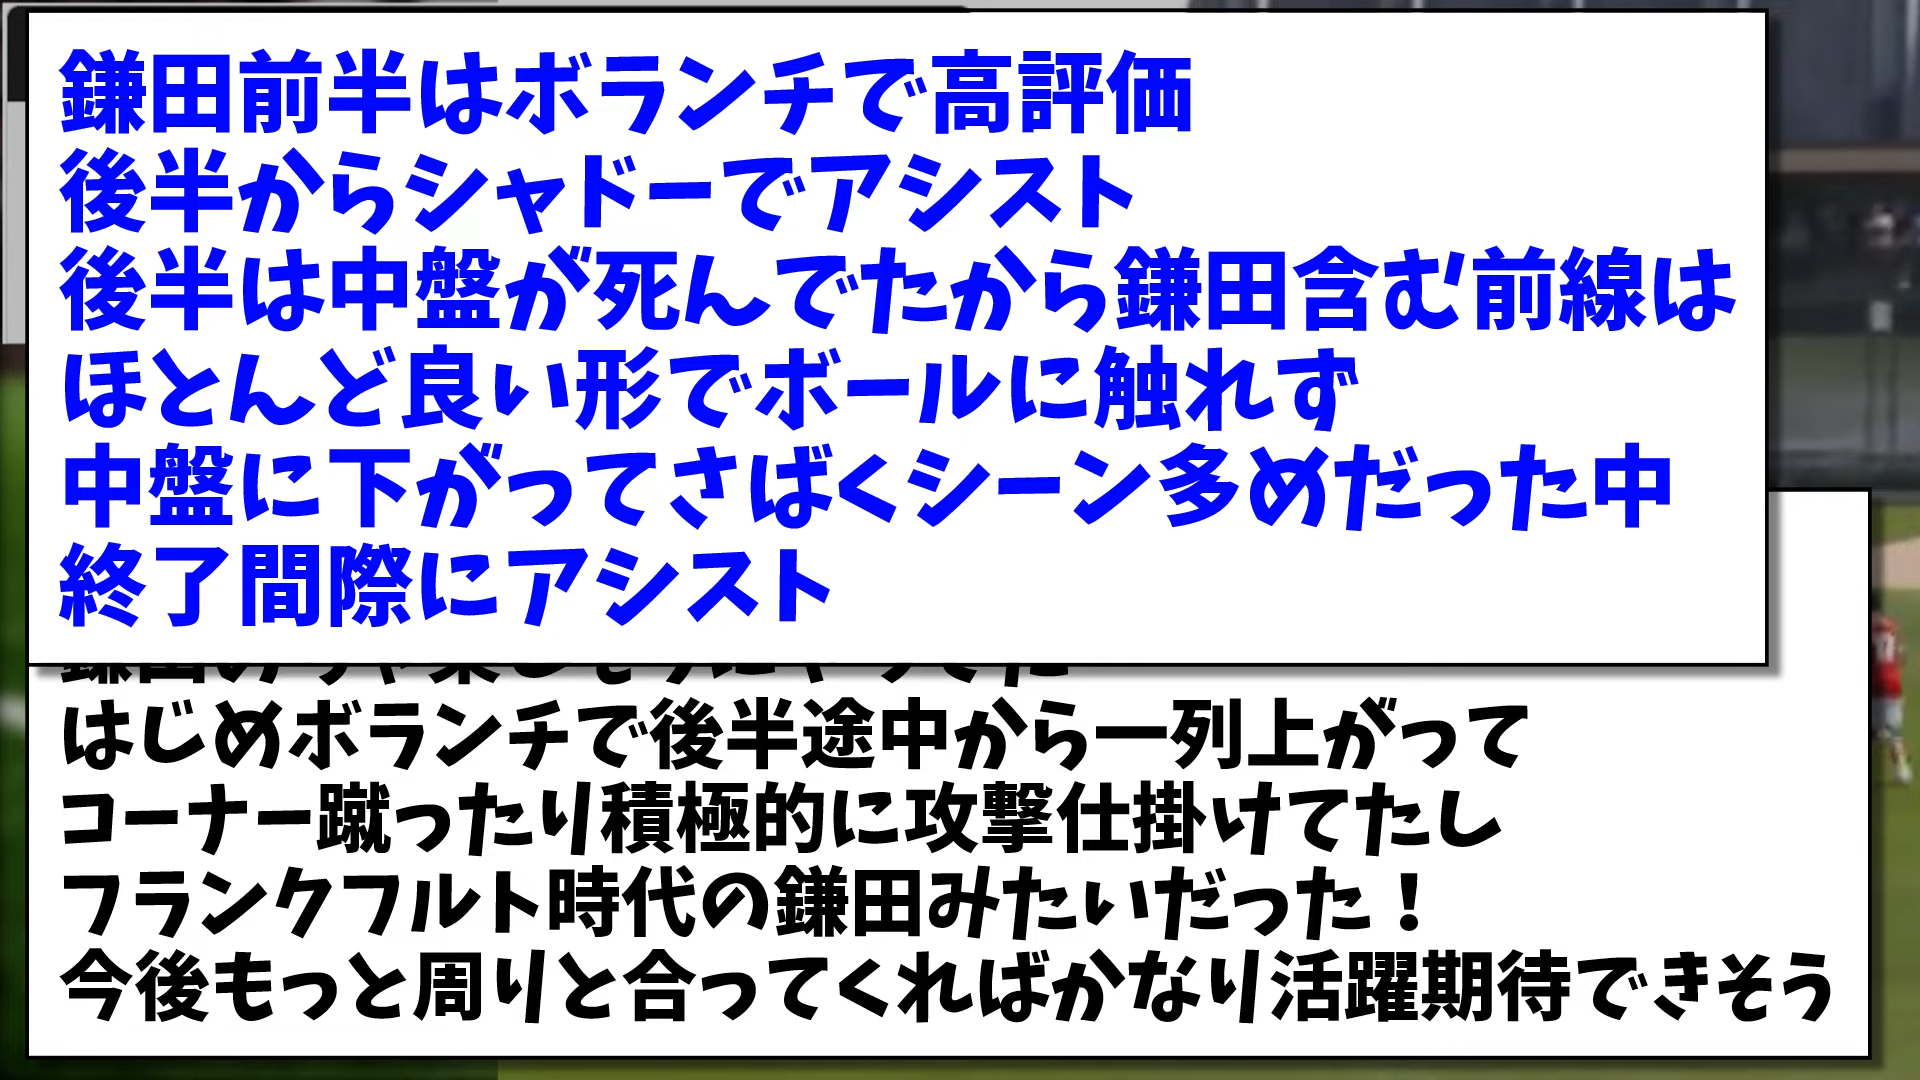 鎌田前半はボランチで高評価
後半からシャドーでアシスト
後半は中盤が死んでたから鎌田含む前線は
ほとんど良い形でボールに触れず
中盤に下がってさばくシーン多めだった中
終了間際にアシスト
はじめボランチで後半途中から一列上がって
コーナー蹴ったり積極的に攻撃仕掛けてたし
フランクフルト時代の鎌田みたいだった！
今後もっと周りと合ってくればかなり活躍期待できそう